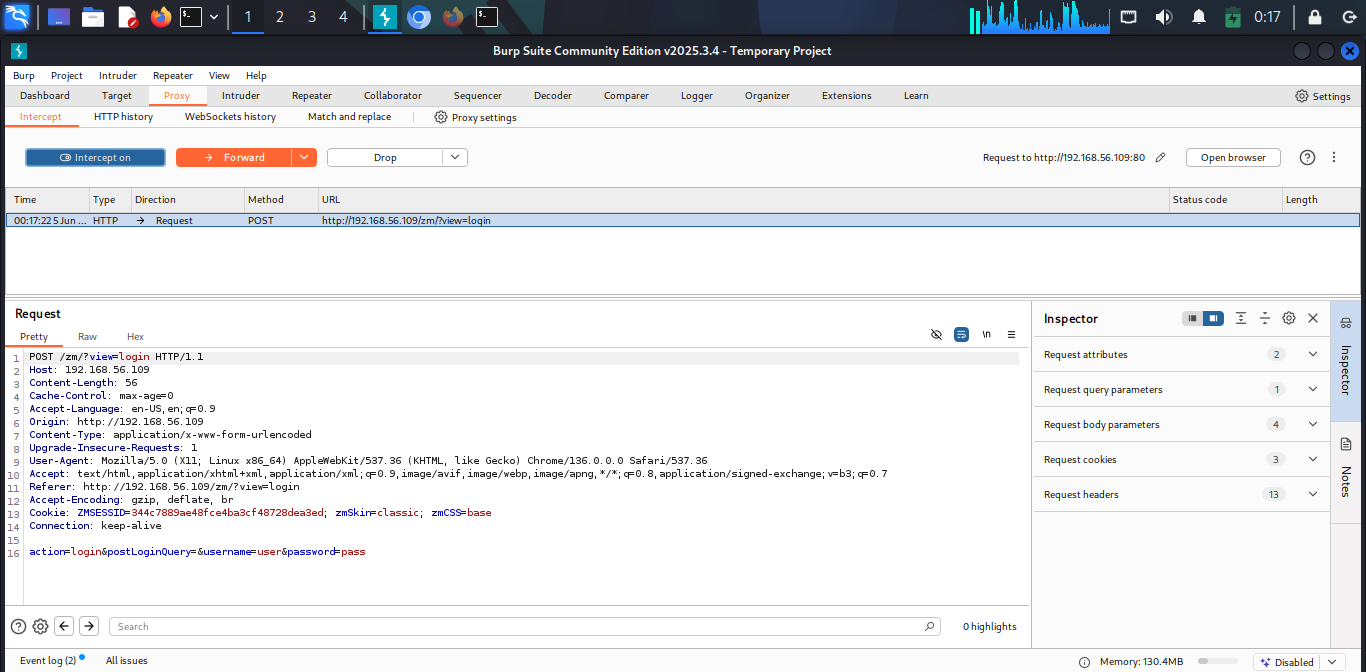 1 2 3 4 0:17
Burp Suite Community Edition v2025.3.4 - Temporary Project
Burp Project Intruder Repeater View Help
Dashboard Target Proxy Intruder Repeater Collaborator Sequencer Decoder Comparer Logger Organizer Extensions Learn Settings
Intercept HTTP history WebSockets history Match and replace Proxy settings
Intercept on Forward Drop Request to http://192.168.56.109:80 Open browser
Time Type Direction Method URL Status code Length
00:17:22 5 Jun ... HTTP Request POST http://192.168.56.109/zm/?view=login
Request
Pretty Raw Hex \n
1 POST /zm/?view=login HTTP/1.1
2 Host: 192.168.56.109
3 Content-Length: 56
4 Cache-Control: max-age=0
5 Accept-Language: en-US,en;q=0.9
6 Origin: http://192.168.56.109
7 Content-Type: application/x-www-form-urlencoded
8 Upgrade-Insecure-Requests: 1
9 User-Agent: Mozilla/5.0 (X11; Linux x86_64) AppleWebKit/537.36 (KHTML, like Gecko) Chrome/136.0.0.0 Safari/537.36
10 Accept: text/html,application/xhtml+xml,application/xml;q=0.9,image/avif,image/webp,image/apng,*/*;q=0.8,application/signed-exchange;v=b3;q=0.7
11 Referer: http://192.168.56.109/zm/?view=login
12 Accept-Encoding: gzip, deflate, br
13 Cookie: ZMSESSID=344c7889ae48fce4ba3cf48728dea3ed; zmSkin=classic; zmCSS=base
14 Connection: keep-alive
15
16 action=login&postLoginQuery=&username=user&password=pass
Inspector
Request attributes 2
Request query parameters 1
Request body parameters 4
Request cookies 3
Request headers 13
Inspector
Notes
Search 0 highlights
Event log (2) All issues Memory: 130.4MB Disabled